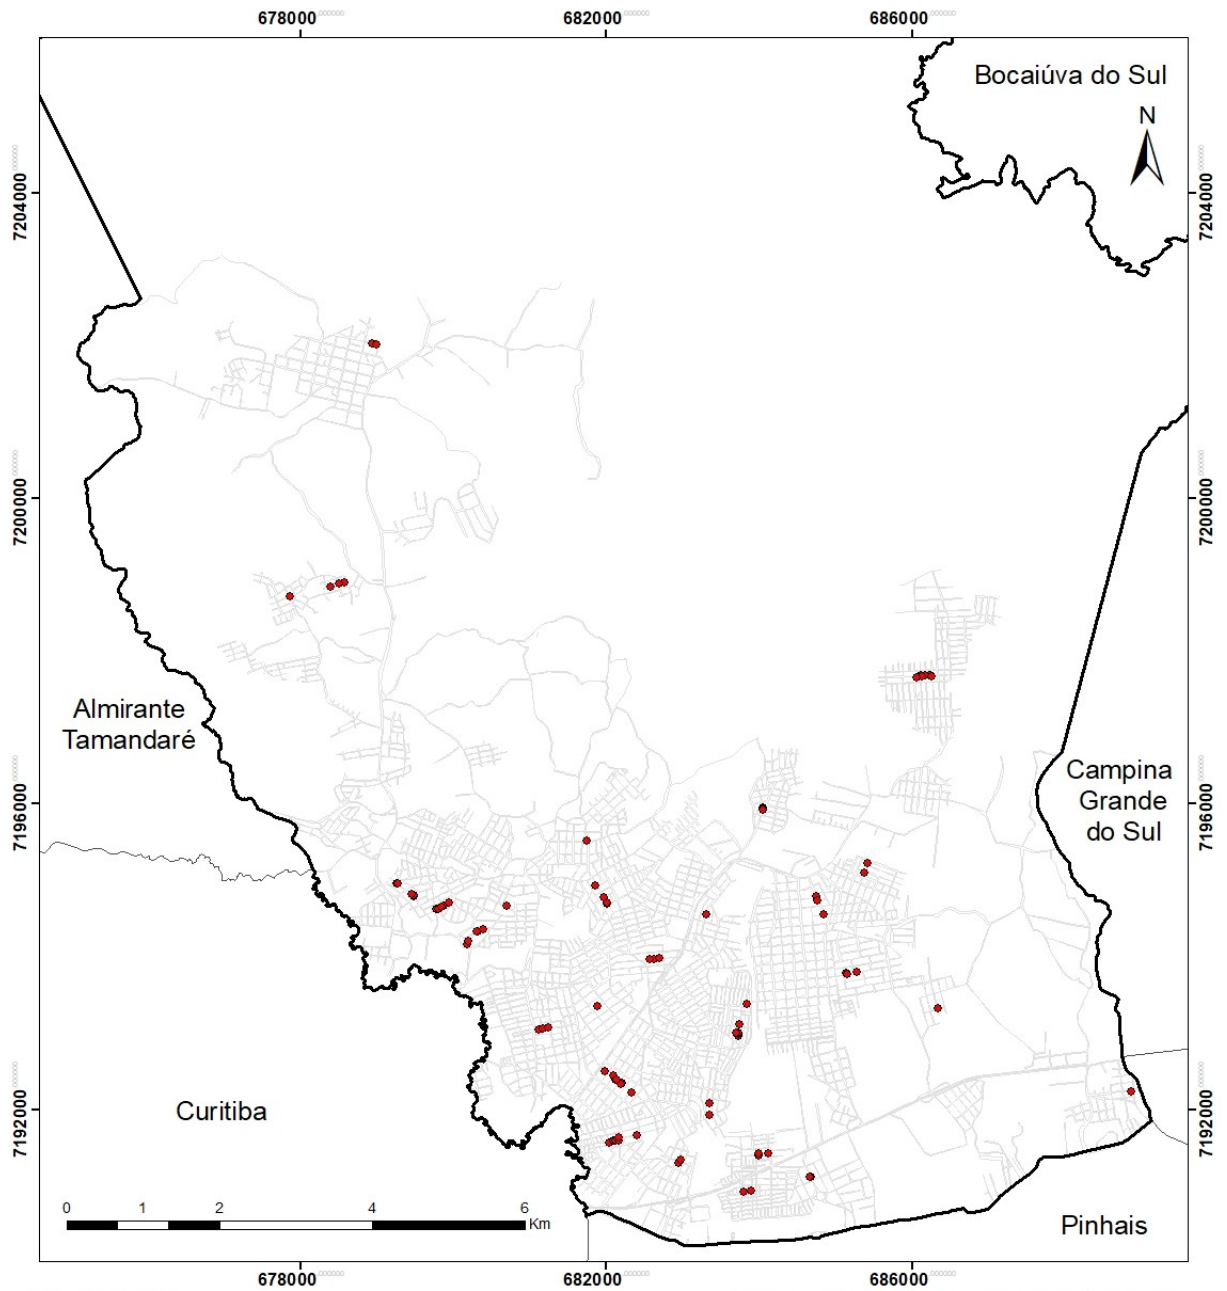 678000 682000 686000
Bocaiúva do Sul
N
7204000 7204000
7200000 7200000
Almirante
Tamandaré
Campina
Grande
do Sul
7196000 7196000
Curitiba
7192000 7192000
0 1 2 4 6
Km
Pinhais
678000 682000 686000